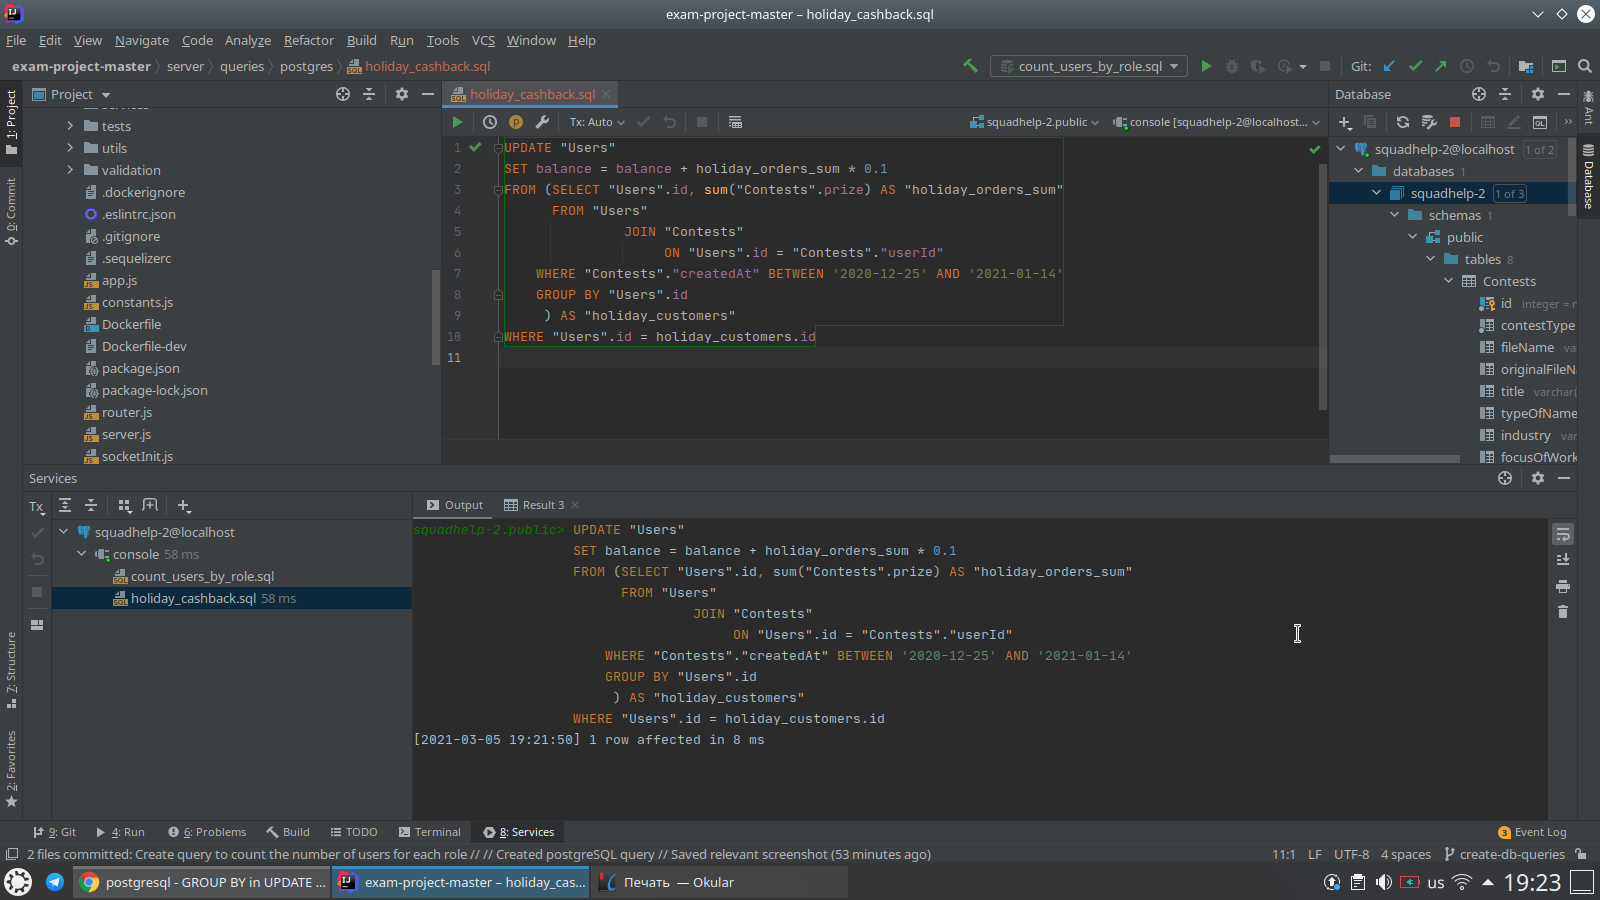 exam-project-master – holiday_cashback.sql
File Edit View Navigate Code Analyze Refactor Build Run Tools VCS Window Help
exam-project-master server queries postgres holiday_cashback.sql
count_users_by_role.sql
Git:
1: Project
0: Commit
7: Structure
2: Favorites
Project
tests
utils
validation
.dockerignore
.eslintrc.json
.gitignore
.sequelizerc
app.js
constants.js
Dockerfile
Dockerfile-dev
package.json
package-lock.json
router.js
server.js
socketInit.js
holiday_cashback.sql
Tx: Auto
squadhelp-2.public
console [squadhelp-2@localhost...
1 UPDATE "Users"
2 SET balance = balance + holiday_orders_sum * 0.1
3 FROM (SELECT "Users".id, sum("Contests".prize) AS "holiday_orders_sum"
4 FROM "Users"
5 JOIN "Contests"
6 ON "Users".id = "Contests"."userId"
7 WHERE "Contests"."createdAt" BETWEEN '2020-12-25' AND '2021-01-14'
8 GROUP BY "Users".id
9 ) AS "holiday_customers"
10 WHERE "Users".id = holiday_customers.id
11
Database
squadhelp-2@localhost 1 of 2
databases 1
squadhelp-2 1 of 3
schemas 1
public
tables 8
Contests
id integer = n
contestType
fileName va
originalFileN
title varchar(
typeOfName
industry var
focusOfWork
Ant
Database
Services
Tx
squadhelp-2@localhost
console 58 ms
count_users_by_role.sql
holiday_cashback.sql 58 ms
Output Result 3
squadhelp-2.public> UPDATE "Users"
SET balance = balance + holiday_orders_sum * 0.1
FROM (SELECT "Users".id, sum("Contests".prize) AS "holiday_orders_sum"
FROM "Users"
JOIN "Contests"
ON "Users".id = "Contests"."userId"
WHERE "Contests"."createdAt" BETWEEN '2020-12-25' AND '2021-01-14'
GROUP BY "Users".id
) AS "holiday_customers"
WHERE "Users".id = holiday_customers.id
[2021-03-05 19:21:50] 1 row affected in 8 ms
9: Git 4: Run 6: Problems Build TODO Terminal 8: Services
3 Event Log
2 files committed: Create query to count the number of users for each role // // Created postgreSQL query // Saved relevant screenshot (53 minutes ago)
11:1 LF UTF-8 4 spaces create-db-queries
postgresql - GROUP BY in UPDATE ...
exam-project-master – holiday_cas...
Печать — Okular
us
19:23